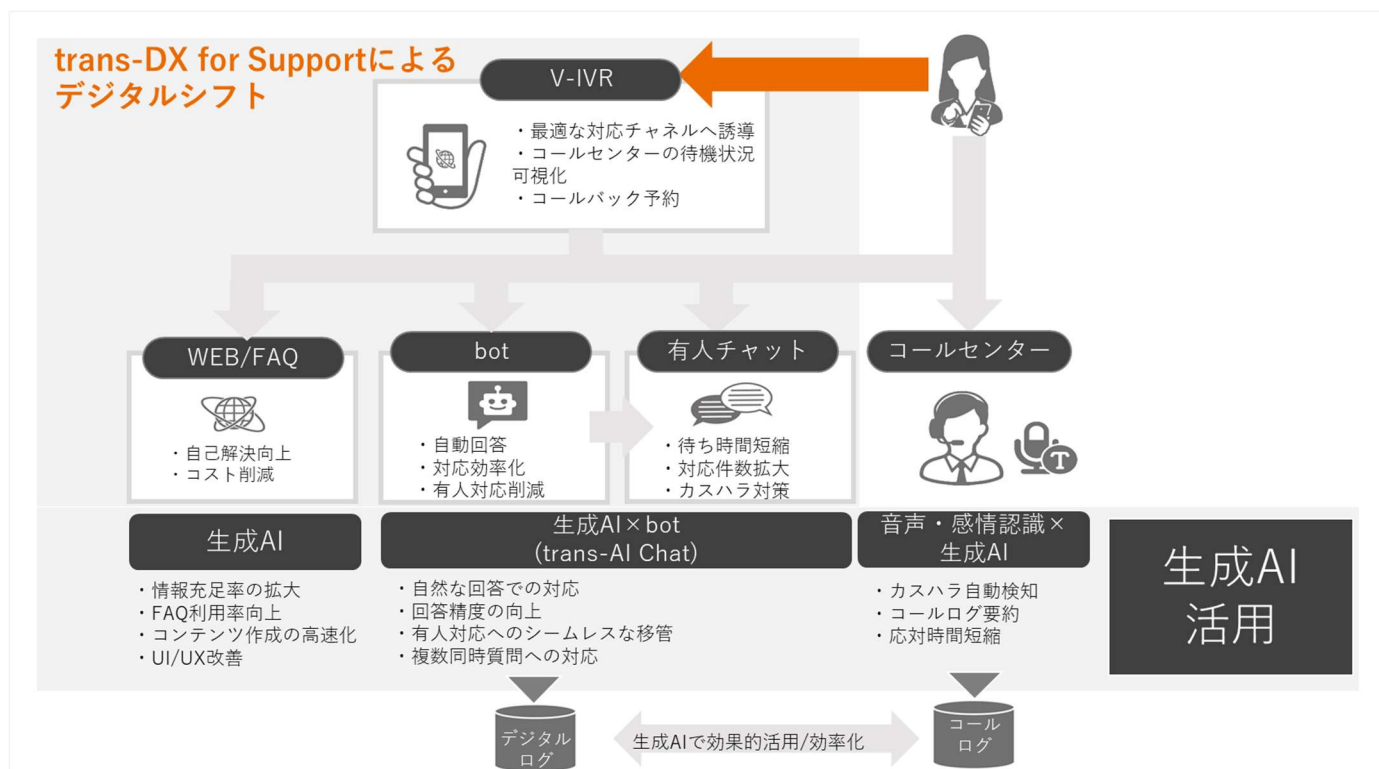 trans-DX for Supportによる
デジタルシフト
V-IVR
・最適な対応チャネルへ誘導
・コールセンターの待機状況
可視化
・コールバック予約
WEB/FAQ
・自己解決向上
・コスト削減
bot
・自動回答
・対応効率化
・有人対応削減
有人チャット
・待ち時間短縮
・対応件数拡大
・カスハラ対策
コールセンター
T
生成AI
・情報充足率の拡大
・FAQ利用率向上
・コンテンツ作成の高速化
・UI/UX改善
生成AI×bot
(trans-AI Chat)
・自然な回答での対応
・回答精度の向上
・有人対応へのシームレスな移管
・複数同時質問への対応
音声・感情認識×
生成AI
・カスハラ自動検知
・コールログ要約
・応対時間短縮
生成AI
活用
デジタル
ログ
生成AIで効果的活用/効率化
コール
ログ